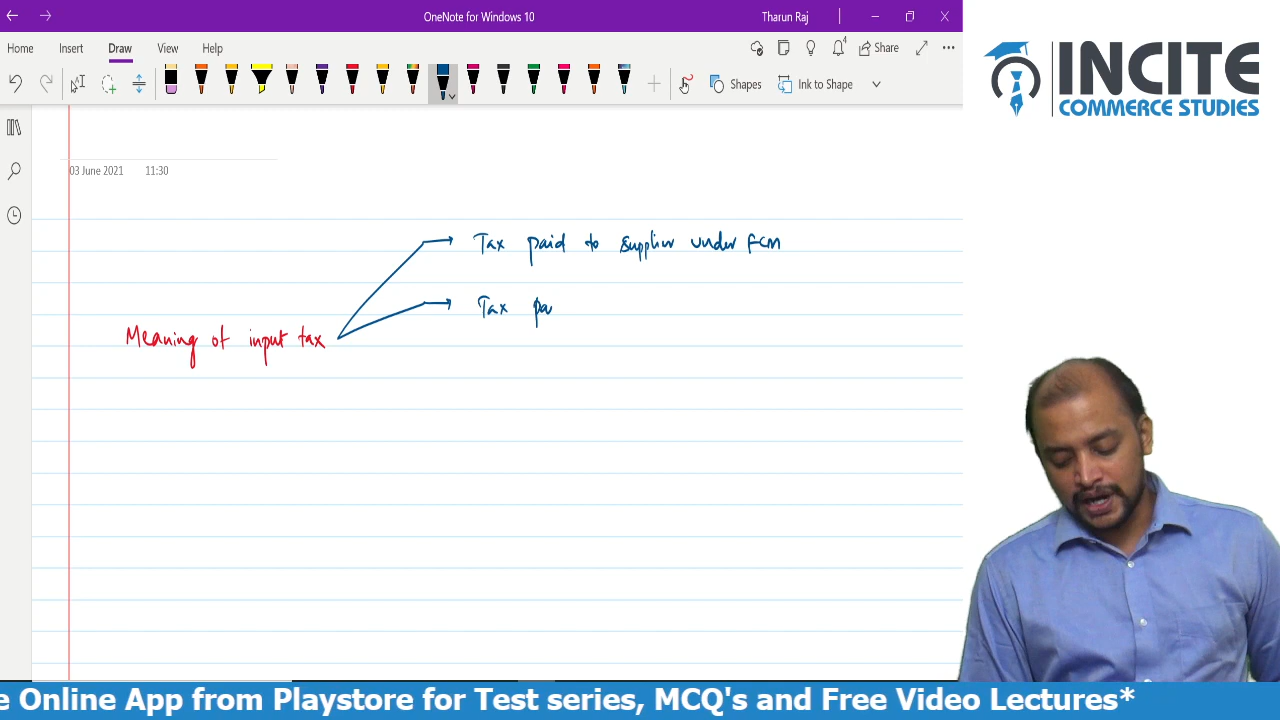 OneNote for Windows 10
Tharun Raj
Home Insert Draw View Help
4
Share
Shapes
Ink to Shape
INCITE
COMMERCE STUDIES
03 June 2021 11:30
Tax paid to supplier under FCM
Tax pa
Meaning of input tax
e Online App from Playstore for Test series, MCQ's and Free Video Lectures*